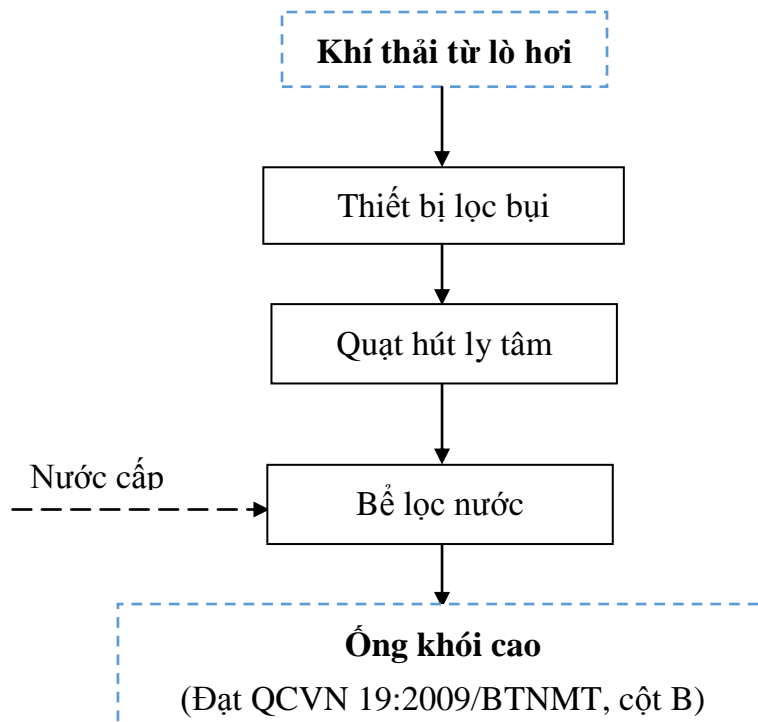 Khí thải từ lò hơi
Thiết bị lọc bụi
Quạt hút ly tâm
Nước cấp
Bể lọc nước
Ống khói cao
(Đạt QCVN 19:2009/BTNMT, cột B)